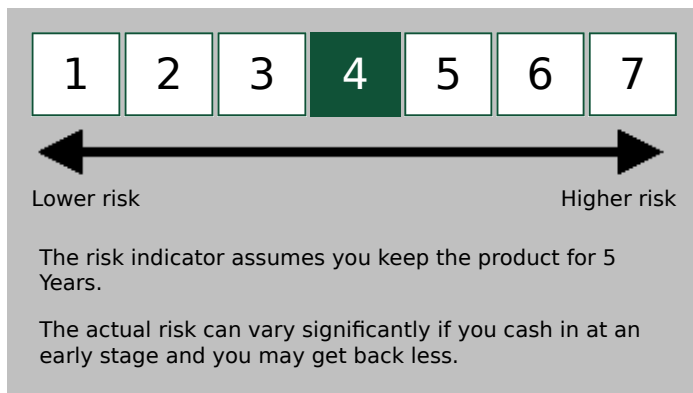 1 2 3 4 5 6 7
Lower risk Higher risk
The risk indicator assumes you keep the product for 5
Years.
The actual risk can vary significantly if you cash in at an
early stage and you may get back less.